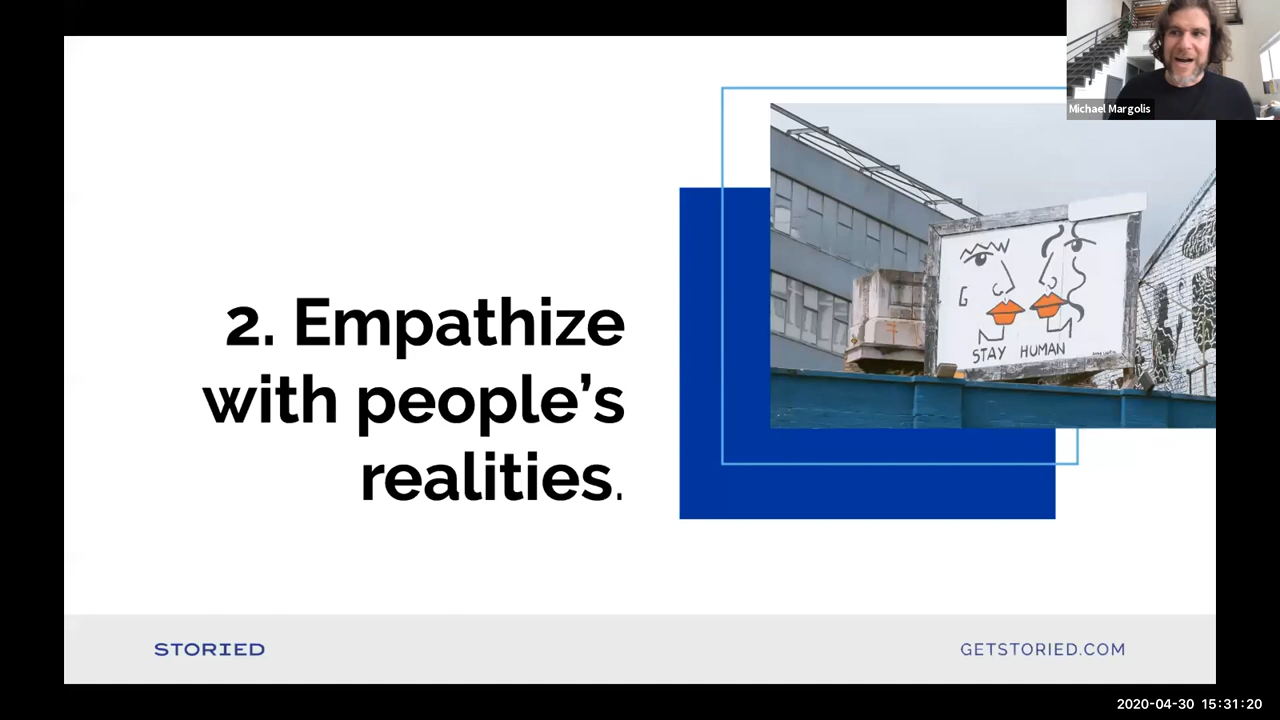 Michael Margolis
2. Empathize
with people's
realities.
STAY HUMAN
STORIED
GETSTORIED.COM
2020-04-30 15:31:20